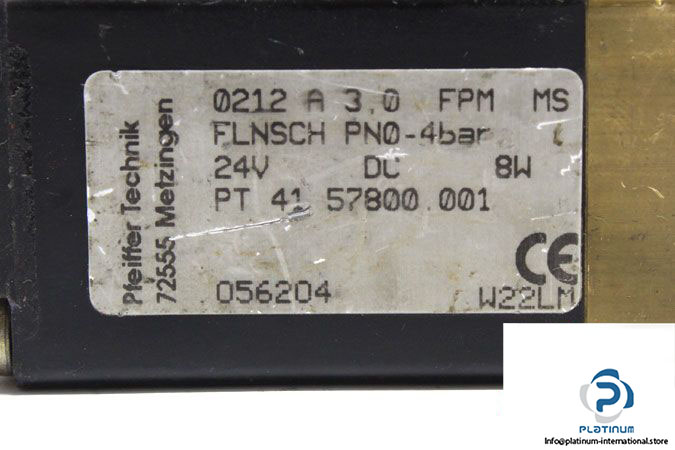 Pfeiffer Technik
72555 Metzingen
0212 A 3,0 FPM MS
FLNSCH PN0-4bar
24V DC 8W
PT 41 57800.001
CE
056204 W22LM
PLATINUM
Info@platinum-international.store